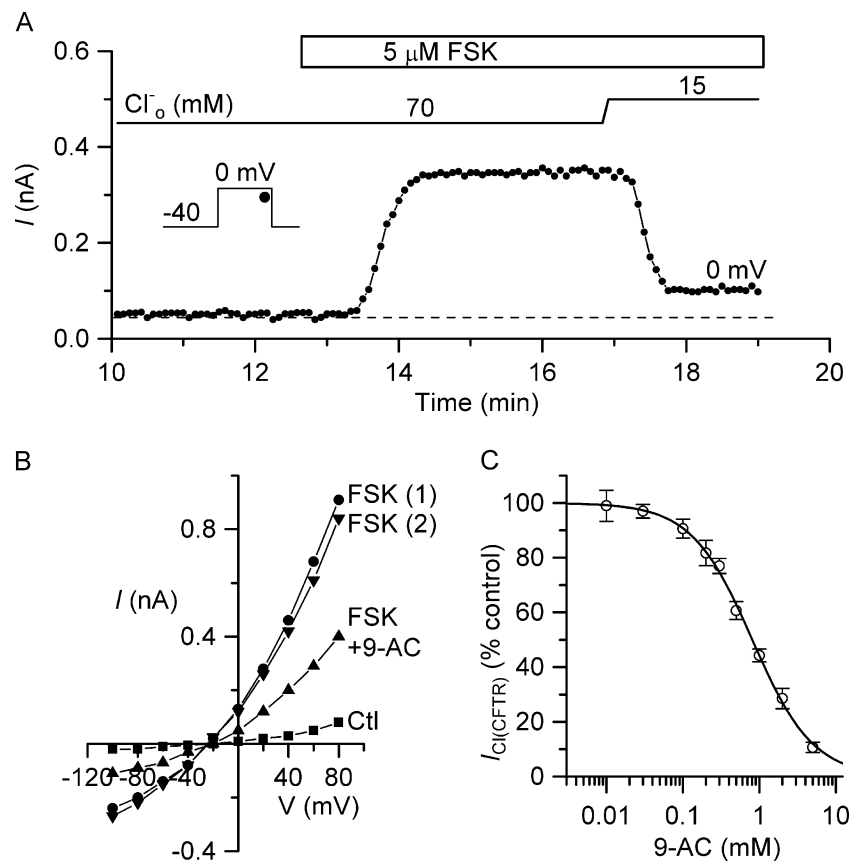 A
5 μM FSK
Cl⁻o (mM)
70
15
0 mV
-40
0 mV
I (nA)
0.6
0.4
0.2
0.0
10
12
14
16
18
20
Time (min)
B
FSK (1)
FSK (2)
FSK
+9-AC
Ctl
I (nA)
0.8
0.4
-0.4
-120
-80
-40
40
80
V (mV)
C
ICl(CFTR) (% control)
100
80
60
40
20
0
0.01
0.1
1
10
9-AC (mM)